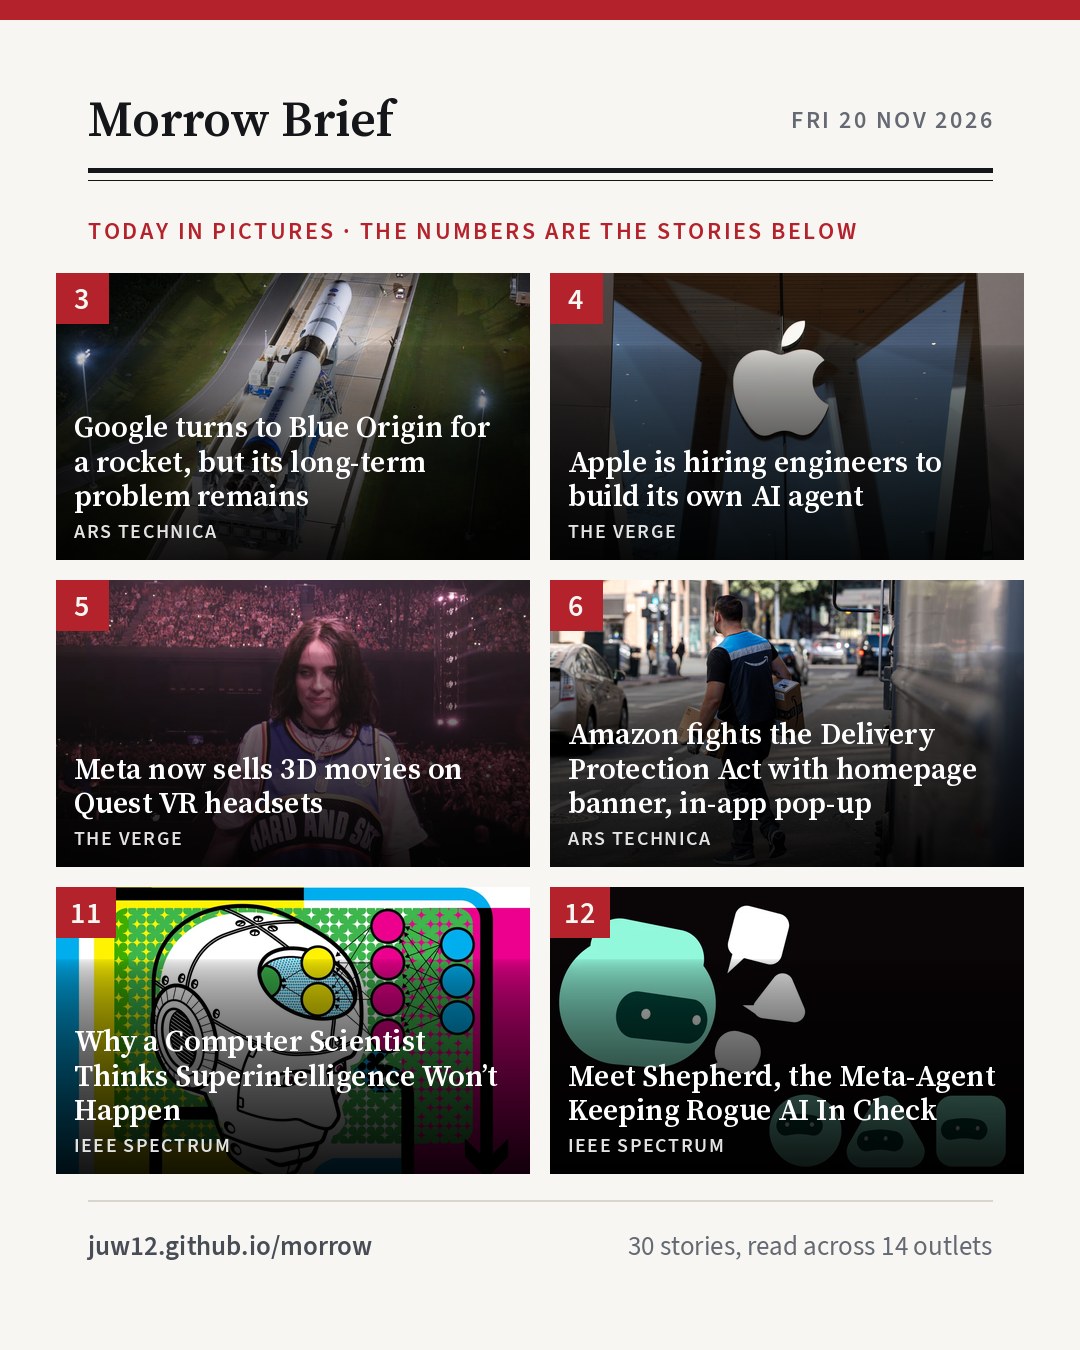 Morrow Brief
FRI 20 NOV 2026
TODAY IN PICTURES · THE NUMBERS ARE THE STORIES BELOW
3
Google turns to Blue Origin for
a rocket, but its long-term
problem remains
ARS TECHNICA
4
Apple is hiring engineers to
build its own AI agent
THE VERGE
5
Meta now sells 3D movies on
Quest VR headsets
THE VERGE
HARD AND
6
Amazon fights the Delivery
Protection Act with homepage
banner, in-app pop-up
ARS TECHNICA
11
Why a Computer Scientist
Thinks Superintelligence Won’t
Happen
IEEE SPECTRUM
12
Meet Shepherd, the Meta-Agent
Keeping Rogue AI In Check
IEEE SPECTRUM
juw12.github.io/morrow
30 stories, read across 14 outlets